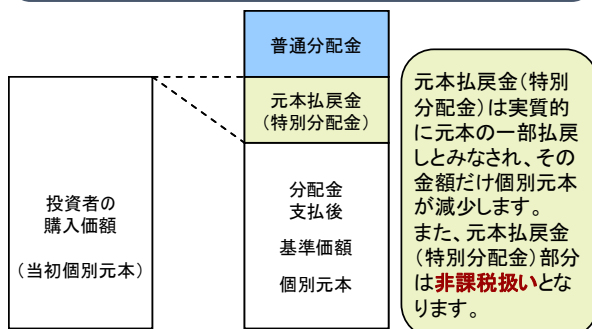 普通分配金
元本払戻金
(特別分配金)
投資者の
購入価額
(当初個別元本)
分配金
支払後
基準価額
個別元本
元本払戻金(特別
分配金)は実質的
に元本の一部払戻
しとみなされ、その
金額だけ個別元本
が減少します。
また、元本払戻金
(特別分配金)部分
は非課税扱いとな
ります。